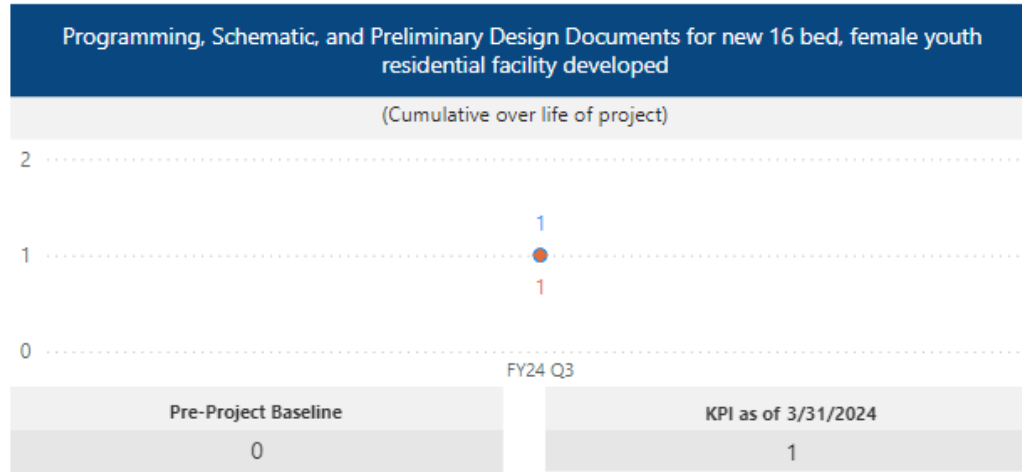 Programming, Schematic, and Preliminary Design Documents for new 16 bed, female youth
residential facility developed
(Cumulative over life of project)
2
1
1
1
0
FY24 Q3
Pre-Project Baseline
KPI as of 3/31/2024
0
1